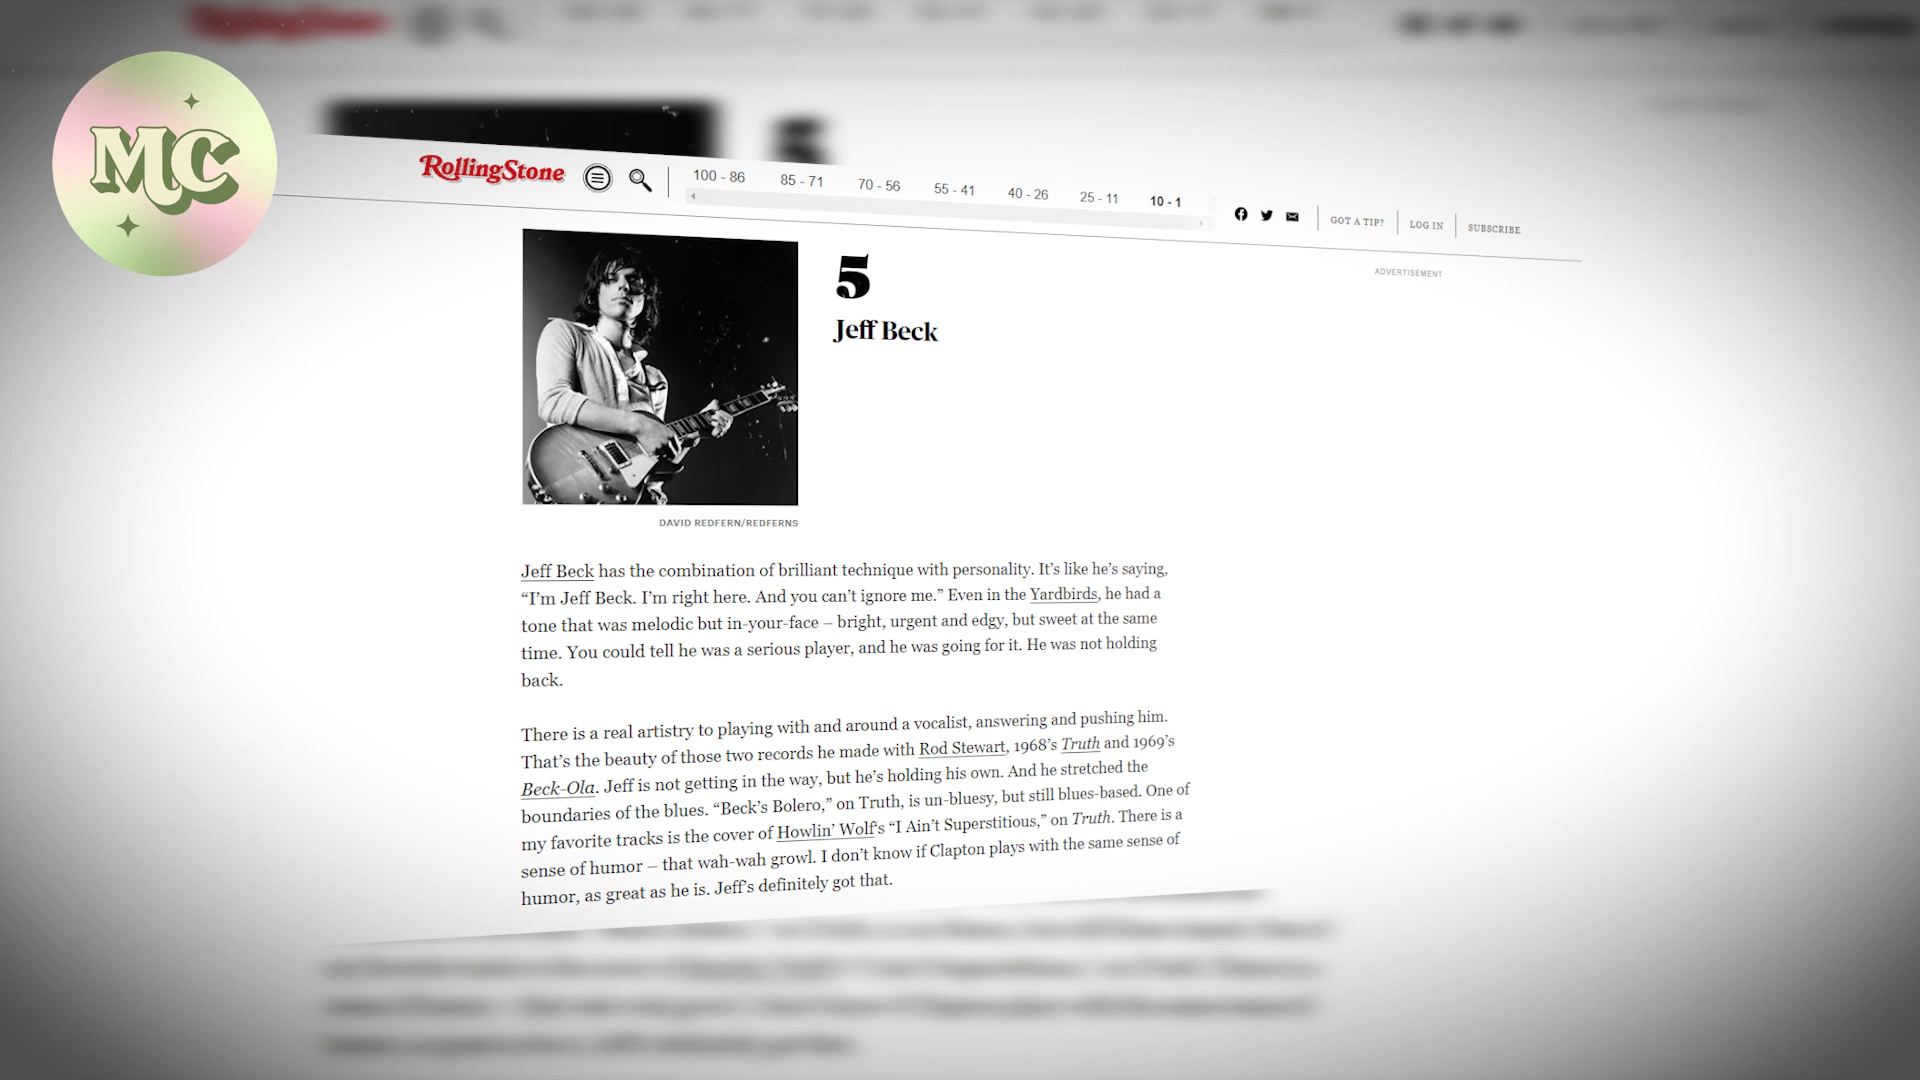 MC
RollingStone
100 - 86 85 - 71 70 - 56 55 - 41 40 - 26 25 - 11 10 - 1
GOT A TIP? LOG IN SUBSCRIBE
ADVERTISEMENT
5
Jeff Beck
DAVID REDFERN/REDFERNS
Jeff Beck has the combination of brilliant technique with personality. It’s like he’s saying,
“I’m Jeff Beck. I’m right here. And you can’t ignore me.” Even in the Yardbirds, he had a
tone that was melodic but in-your-face – bright, urgent and edgy, but sweet at the same
time. You could tell he was a serious player, and he was going for it. He was not holding
back.
There is a real artistry to playing with and around a vocalist, answering and pushing him.
That’s the beauty of those two records he made with Rod Stewart, 1968’s Truth and 1969’s
Beck-Ola. Jeff is not getting in the way, but he’s holding his own. And he stretched the
boundaries of the blues. “Beck’s Bolero,” on Truth, is un-bluesy, but still blues-based. One of
my favorite tracks is the cover of Howlin’ Wolf’s “I Ain’t Superstitious,” on Truth. There is a
sense of humor – that wah-wah growl. I don’t know if Clapton plays with the same sense of
humor, as great as he is. Jeff’s definitely got that.